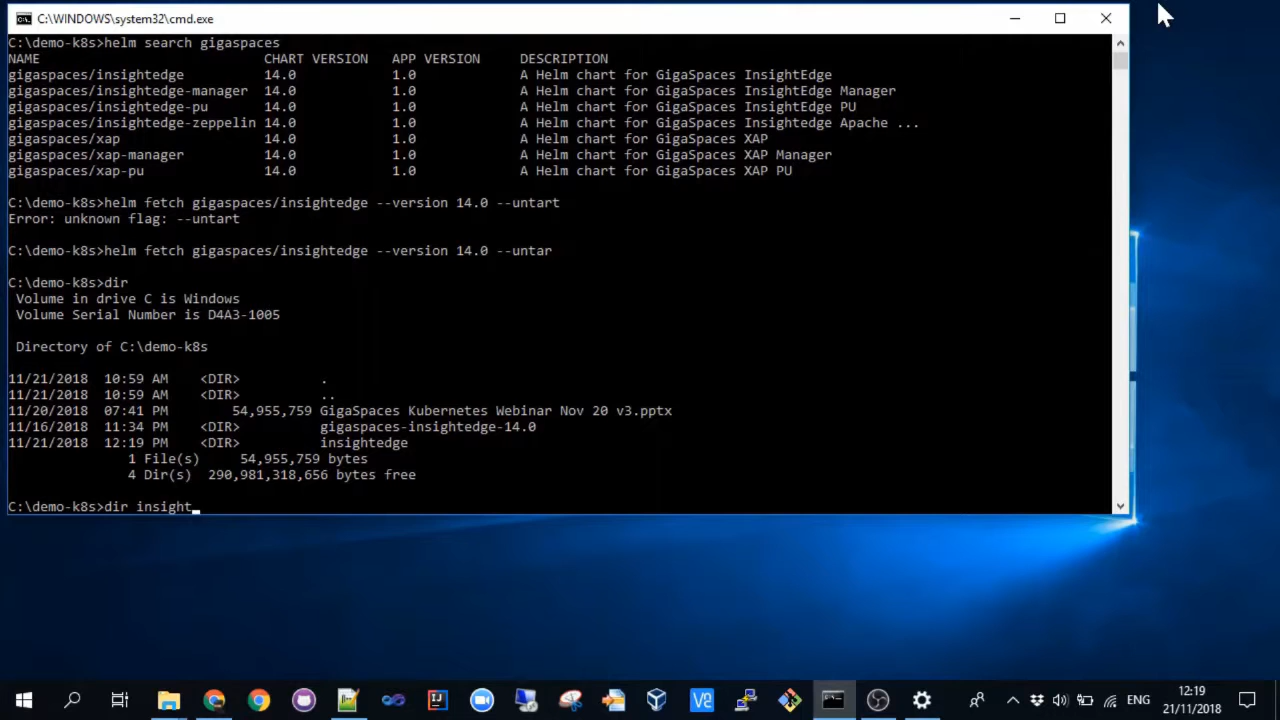 C:\WINDOWS\system32\cmd.exe
C:\demo-k8s>helm search gigaspaces
NAME CHART VERSION APP VERSION DESCRIPTION
gigaspaces/insightedge 14.0 1.0 A Helm chart for GigaSpaces InsightEdge
gigaspaces/insightedge-manager 14.0 1.0 A Helm chart for GigaSpaces InsightEdge Manager
gigaspaces/insightedge-pu 14.0 1.0 A Helm chart for GigaSpaces InsightEdge PU
gigaspaces/insightedge-zeppelin 14.0 1.0 A Helm chart for GigaSpaces Insightedge Apache ...
gigaspaces/xap 14.0 1.0 A Helm chart for GigaSpaces XAP
gigaspaces/xap-manager 14.0 1.0 A Helm chart for GigaSpaces XAP Manager
gigaspaces/xap-pu 14.0 1.0 A Helm chart for GigaSpaces XAP PU
C:\demo-k8s>helm fetch gigaspaces/insightedge --version 14.0 --untart
Error: unknown flag: --untart
C:\demo-k8s>helm fetch gigaspaces/insightedge --version 14.0 --untar
C:\demo-k8s>dir
Volume in drive C is Windows
Volume Serial Number is D4A3-1005
Directory of C:\demo-k8s
11/21/2018 10:59 AM <DIR> .
11/21/2018 10:59 AM <DIR> ..
11/20/2018 07:41 PM 54,955,759 GigaSpaces Kubernetes Webinar Nov 20 v3.pptx
11/16/2018 11:34 PM <DIR> gigaspaces-insightedge-14.0
11/21/2018 12:19 PM <DIR> insightedge
1 File(s) 54,955,759 bytes
4 Dir(s) 290,981,318,656 bytes free
C:\demo-k8s>dir insight_
ENG
12:19
21/11/2018